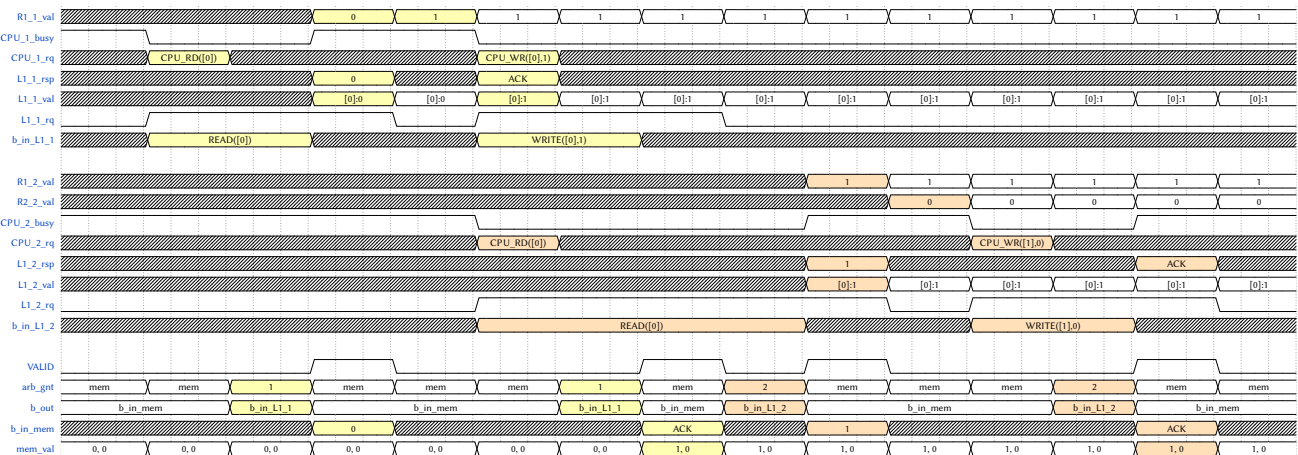 R1_1_val 0 1 1 1 1 1 1 1 1 1 1
CPU_1_busy
CPU_1_rq CPU_RD([0]) CPU_WR([0],1)
L1_1_rsp 0 ACK
L1_1_val [0]:0 [0]:0 [0]:1 [0]:1 [0]:1 [0]:1 [0]:1 [0]:1 [0]:1 [0]:1 [0]:1 [0]:1
L1_1_rq
b_in_L1_1 READ([0]) WRITE([0],1)
R1_2_val 1 1 1 1 1 1
R2_2_val 0 0 0 0 0
CPU_2_busy
CPU_2_rq CPU_RD([0]) CPU_WR([1],0)
L1_2_rsp 1 ACK
L1_2_val [0]:1 [0]:1 [0]:1 [0]:1 [0]:1 [0]:1
L1_2_rq
b_in_L1_2 READ([0]) WRITE([1],0)
VALID
arb_gnt mem mem 1 mem mem mem 1 mem 2 mem mem mem 2 mem mem
b_out b_in_mem b_in_L1_1 b_in_mem b_in_L1_1 b_in_mem b_in_L1_2 b_in_mem b_in_L1_2 b_in_mem
b_in_mem 0 ACK 1 ACK
mem_val 0, 0 0, 0 0, 0 0, 0 0, 0 0, 0 0, 0 1, 0 1, 0 1, 0 1, 0 1, 0 1, 0 1, 0 1, 0